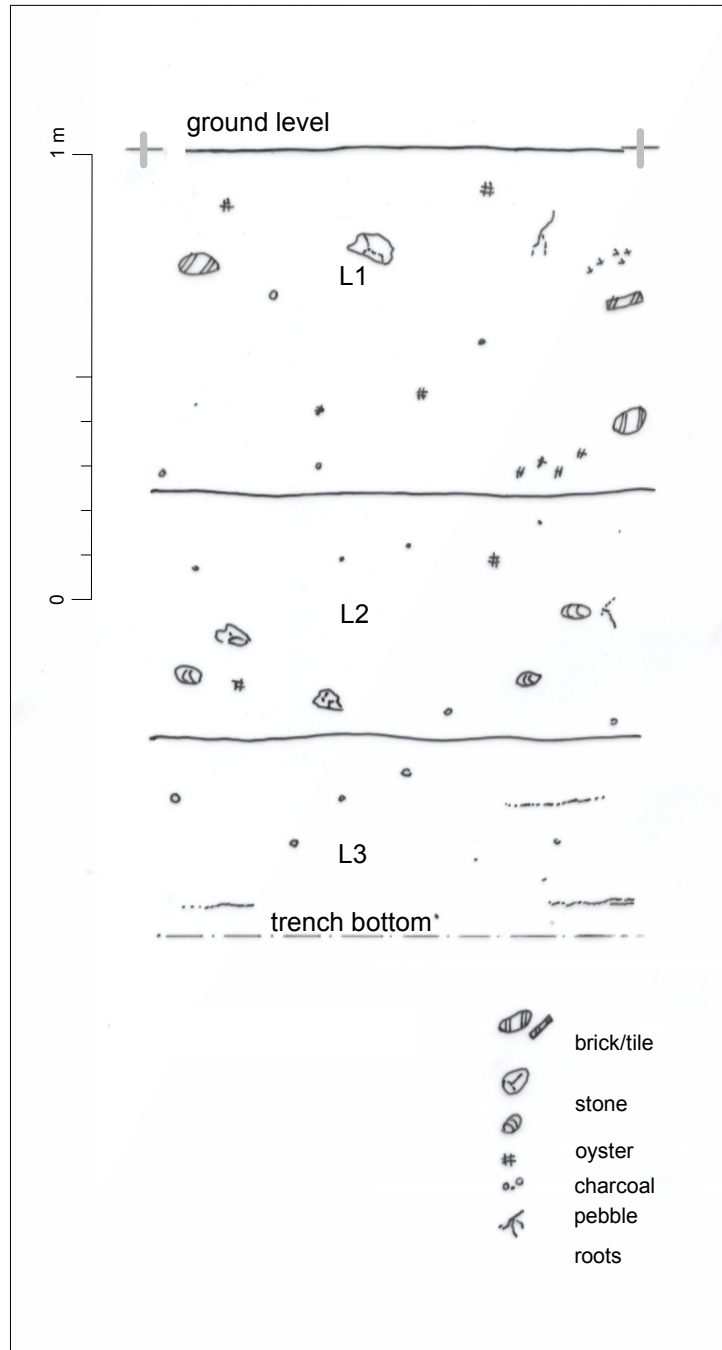 ground level
1 m
L1
0
L2
L3
trench bottom
brick/tile
stone
oyster
charcoal
pebble
roots